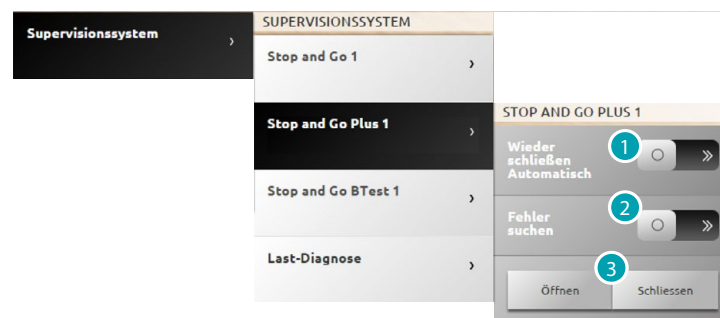 Supervisionssystem
SUPERVISIONSSYSTEM
Stop and Go 1
Stop and Go Plus 1
Stop and Go BTest 1
Last-Diagnose
STOP AND GO PLUS 1
Wieder
schließen
Automatisch
1
Fehler
suchen
2
3
Öffnen
Schliessen